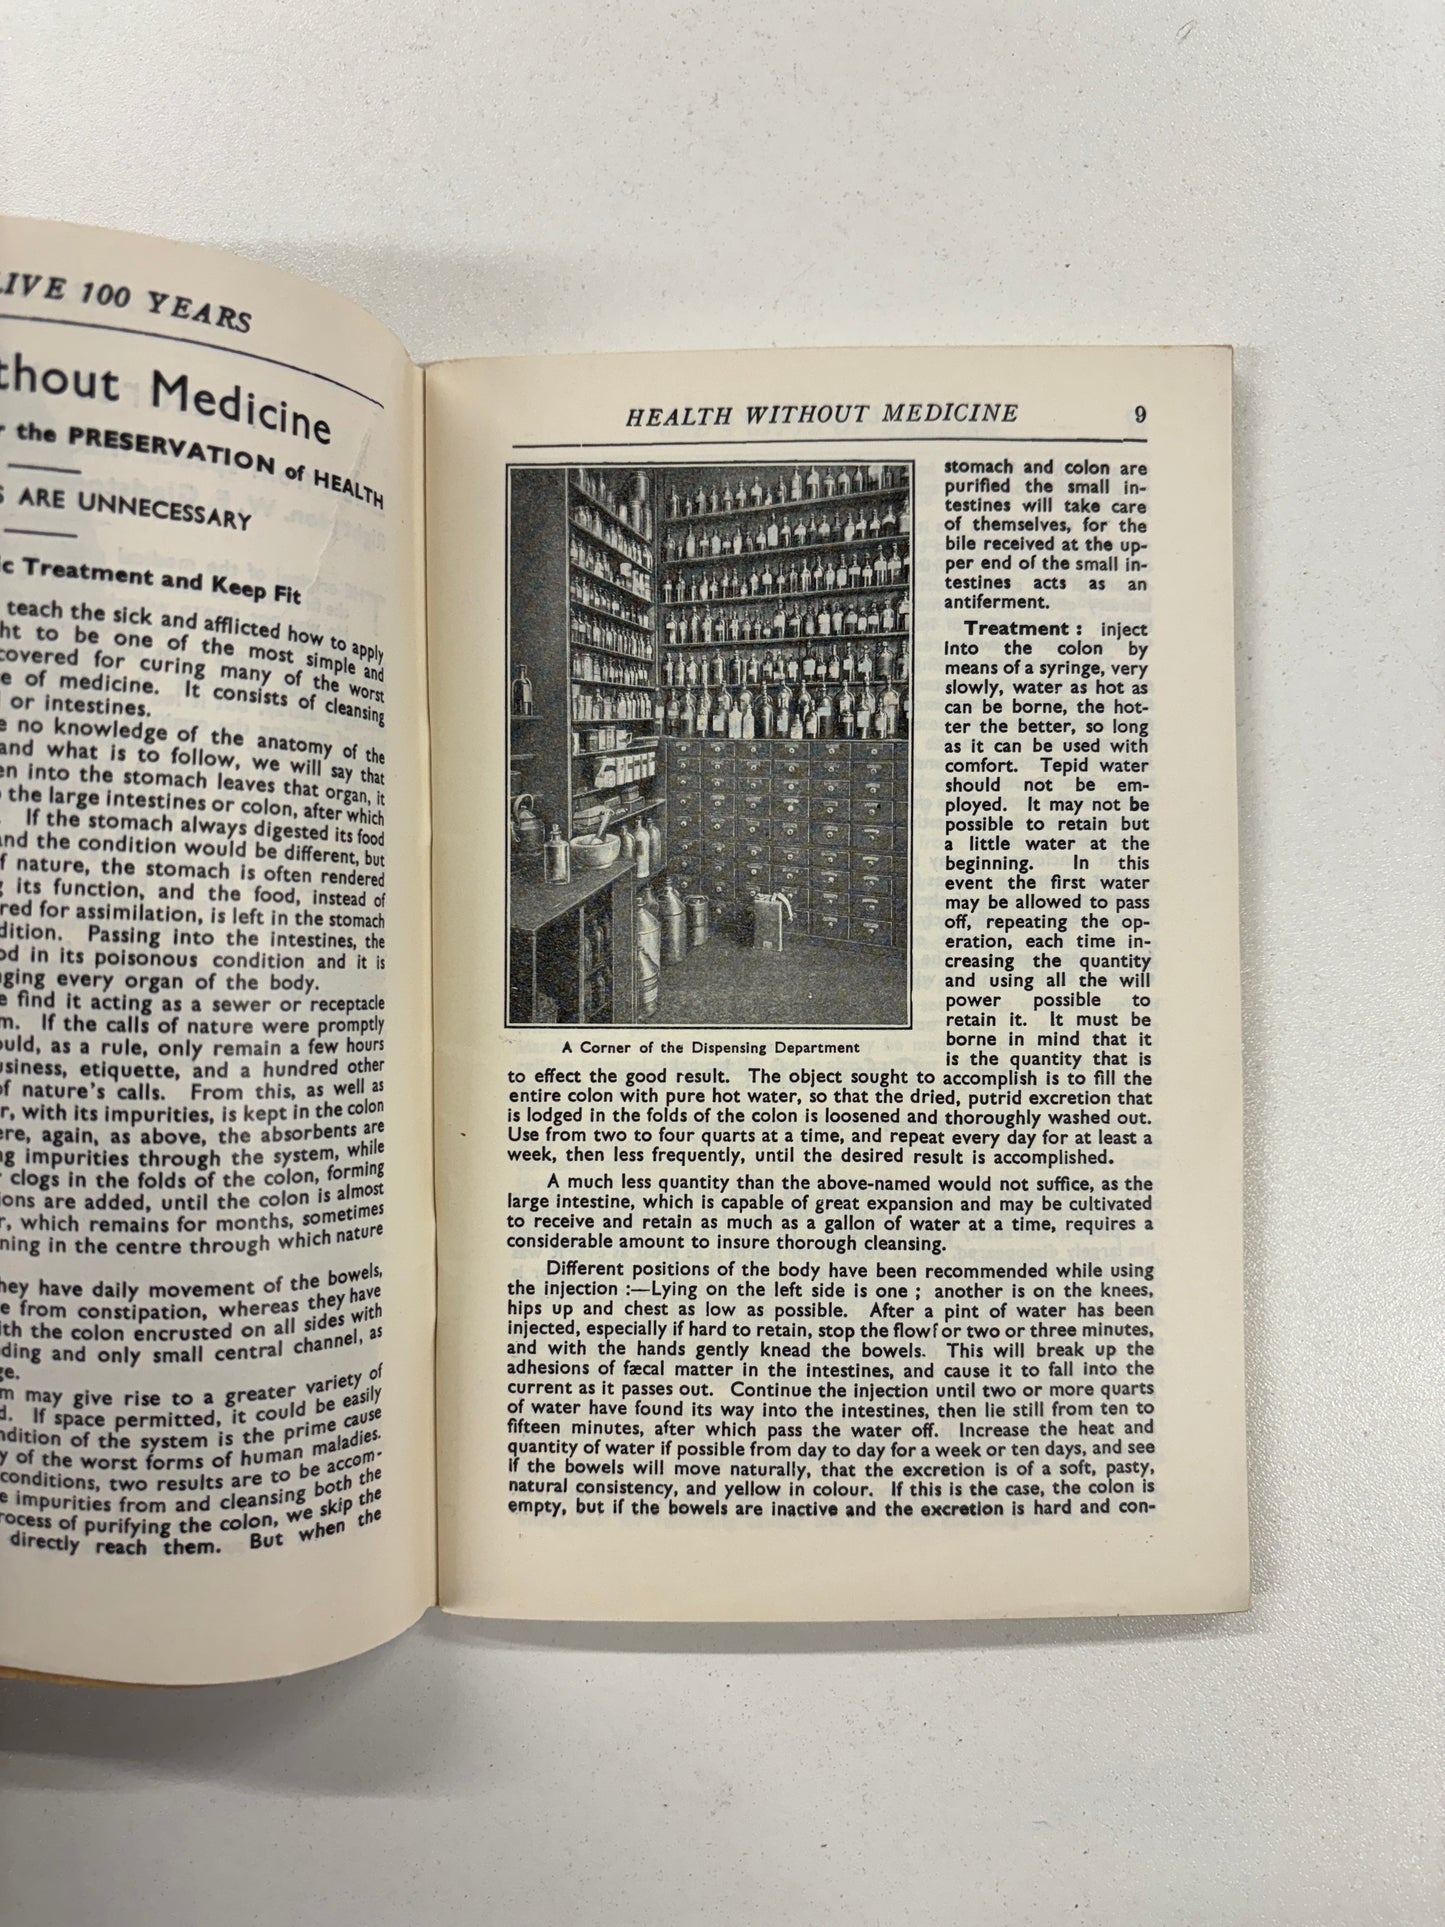 LIVE 100 YEARS
thout Medicine
the PRESERVATION of HEALTH
ARE UNNECESSARY
c Treatment and Keep Fit
teach the sick and afflicted how to apply
ht to be one of the most simple and
covered for curing many of the worst
e of medicine. It consists of cleansing
or intestines.
e no knowledge of the anatomy of the
and what is to follow, we will say that
en into the stomach leaves that organ, it
the large intestines or colon, after which
. If the stomach always digested its food
and the condition would be different, but
f nature, the stomach is often rendered
g its function, and the food, instead of
red for assimilation, is left in the stomach
dition. Passing into the intestines, the
od in its poisonous condition and it is
ging every organ of the body.
e find it acting as a sewer or receptacle
m. If the calls of nature were promptly
ould, as a rule, only remain a few hours
usiness, etiquette, and a hundred other
of nature's calls. From this, as well as
r, with its impurities, is kept in the colon
ere, again, as above, the absorbents are
ng impurities through the system, while
clogs in the folds of the colon, forming
ions are added, until the colon is almost
r, which remains for months, sometimes
ning in the centre through which nature
hey have daily movement of the bowels,
e from constipation, whereas they have
ith the colon encrusted on all sides with
ding and only small central channel, as
ge.
m may give rise to a greater variety of
d. If space permitted, it could be easily
ndition of the system is the prime cause
y of the worst forms of human maladies.
conditions, two results are to be accom-
e impurities from and cleansing both the
rocess of purifying the colon, we skip the
directly reach them. But when the
HEALTH WITHOUT MEDICINE 9
stomach and colon are
purified the small in-
testines will take care
of themselves, for the
bile received at the up-
per end of the small in-
testines acts as an
antiferment.
Treatment : inject
into the colon by
means of a syringe, very
slowly, water as hot as
can be borne, the hot-
ter the better, so long
as it can be used with
comfort. Tepid water
should not be em-
ployed. It may not be
possible to retain but
a little water at the
beginning. In this
event the first water
may be allowed to pass
off, repeating the op-
eration, each time in-
creasing the quantity
and using all the will
power possible to
retain it. It must be
borne in mind that it
is the quantity that is
A Corner of the Dispensing Department
to effect the good result. The object sought to accomplish is to fill the
entire colon with pure hot water, so that the dried, putrid excretion that
is lodged in the folds of the colon is loosened and thoroughly washed out.
Use from two to four quarts at a time, and repeat every day for at least a
week, then less frequently, until the desired result is accomplished.
A much less quantity than the above-named would not suffice, as the
large intestine, which is capable of great expansion and may be cultivated
to receive and retain as much as a gallon of water at a time, requires a
considerable amount to insure thorough cleansing.
Different positions of the body have been recommended while using
the injection :—Lying on the left side is one ; another is on the knees,
hips up and chest as low as possible. After a pint of water has been
injected, especially if hard to retain, stop the flowf or two or three minutes,
and with the hands gently knead the bowels. This will break up the
adhesions of fæcal matter in the intestines, and cause it to fall into the
current as it passes out. Continue the injection until two or more quarts
of water have found its way into the intestines, then lie still from ten to
fifteen minutes, after which pass the water off. Increase the heat and
quantity of water if possible from day to day for a week or ten days, and see
if the bowels will move naturally, that the excretion is of a soft, pasty,
natural consistency, and yellow in colour. If this is the case, the colon is
empty, but if the bowels are inactive and the excretion is hard and con-